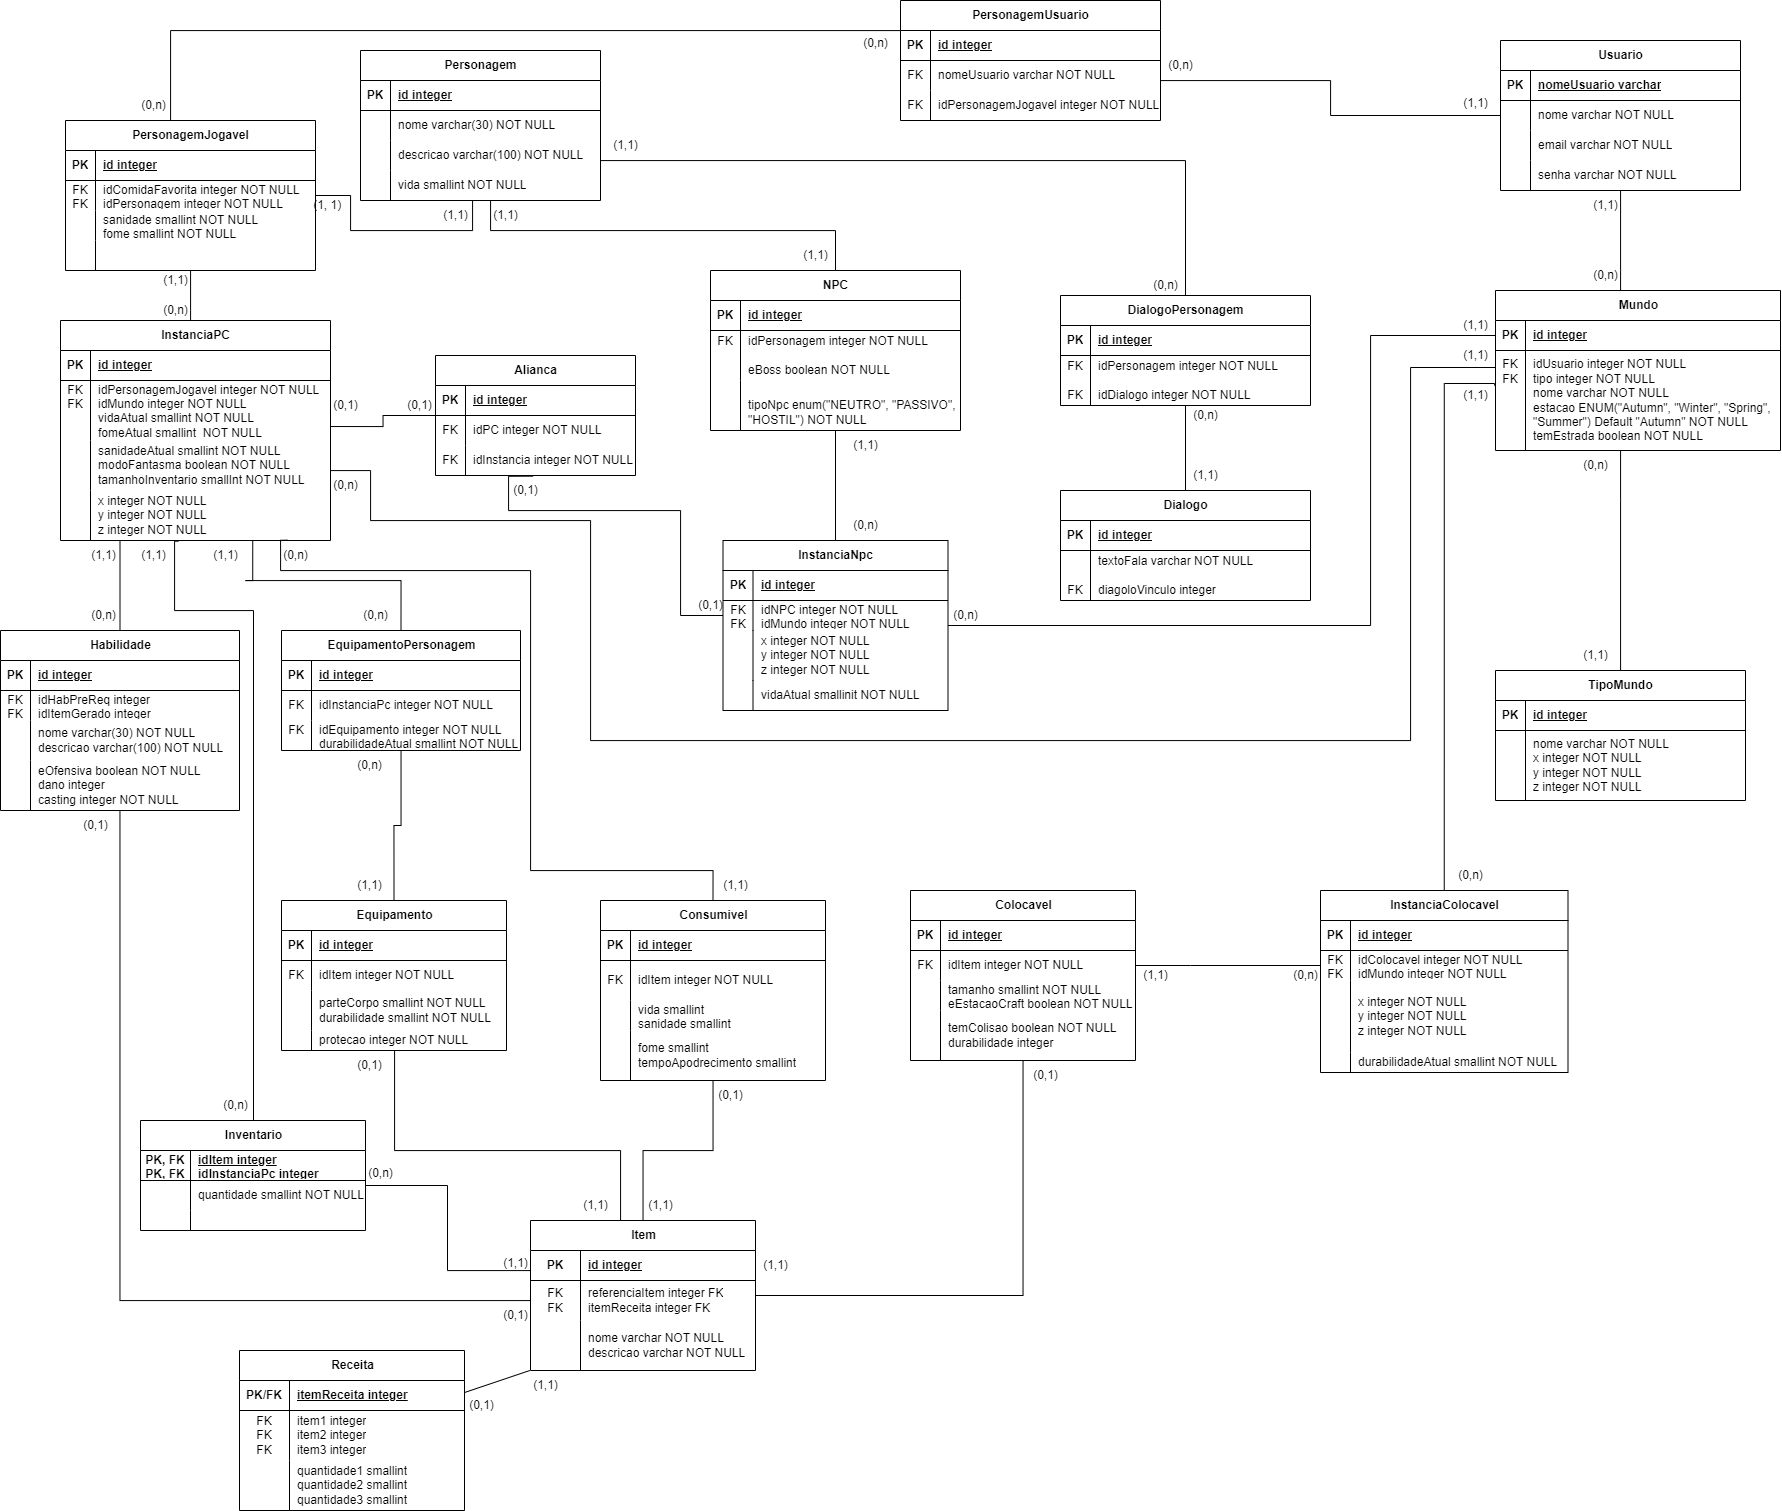 PersonagemUsuario
PK id integer
FK nomeUsuario varchar NOT NULL
FK idPersonagemJogavel integer NOT NULL
(0,n)
(0,n)
(0,n)
Usuario
PK nomeUsuario varchar
nome varchar NOT NULL
email varchar NOT NULL
senha varchar NOT NULL
(1,1)
(1,1)
Personagem
PK id integer
nome varchar(30) NOT NULL
descricao varchar(100) NOT NULL
vida smallint NOT NULL
(1,1)
(1,1)
(1,1)
PersonagemJogavel
PK id integer
FK idComidaFavorita integer NOT NULL
FK idPersonagem integer NOT NULL
sanidade smallint NOT NULL
fome smallint NOT NULL
(1, 1)
(1,1)
(0,n)
NPC
(1,1)
PK id integer
FK idPersonagem integer NOT NULL
eBoss boolean NOT NULL
tipoNpc enum("NEUTRO", "PASSIVO",
"HOSTIL") NOT NULL
(1,1)
(0,n)
DialogoPersonagem
(0,n)
PK id integer
FK idPersonagem integer NOT NULL
FK idDialogo integer NOT NULL
(0,n)
(1,1)
Dialogo
PK id integer
textoFala varchar NOT NULL
FK diagoloVinculo integer
Mundo
(0,n)
PK id integer
FK idUsuario integer NOT NULL
FK tipo integer NOT NULL
nome varchar NOT NULL
estacao ENUM("Autumn", "Winter", "Spring",
"Summer") Default "Autumn" NOT NULL
temEstrada boolean NOT NULL
(1,1)
(1,1)
(1,1)
(0,n)
(1,1)
TipoMundo
PK id integer
nome varchar NOT NULL
x integer NOT NULL
y integer NOT NULL
z integer NOT NULL
InstanciaPC
PK id integer
FK idPersonagemJogavel integer NOT NULL
FK idMundo integer NOT NULL
vidaAtual smallint NOT NULL
fomeAtual smallint NOT NULL
sanidadeAtual smallint NOT NULL
modoFantasma boolean NOT NULL
tamanhoInventario smallInt NOT NULL
x integer NOT NULL
y integer NOT NULL
z integer NOT NULL
(0,1)
(0,n)
(1,1)
(1,1)
(1,1)
(0,n)
Alianca
(0,1)
PK id integer
FK idPC integer NOT NULL
FK idInstancia integer NOT NULL
(0,1)
InstanciaNpc
PK id integer
FK idNPC integer NOT NULL
FK idMundo integer NOT NULL
x integer NOT NULL
y integer NOT NULL
z integer NOT NULL
vidaAtual smallinit NOT NULL
(0,1)
(0,n)
(0,n)
Habilidade
PK id integer
FK idHabPreReq integer
FK idItemGerado integer
nome varchar(30) NOT NULL
descricao varchar(100) NOT NULL
eOfensiva boolean NOT NULL
dano integer
casting integer NOT NULL
(0,1)
(0,n)
EquipamentoPersonagem
PK id integer
FK idInstanciaPc integer NOT NULL
FK idEquipamento integer NOT NULL
durabilidadeAtual smallint NOT NULL
(0,n)
(1,1)
Equipamento
PK id integer
FK idItem integer NOT NULL
parteCorpo smallint NOT NULL
durabilidade smallint NOT NULL
protecao integer NOT NULL
(0,1)
(1,1)
Consumivel
PK id integer
FK idItem integer NOT NULL
vida smallint
sanidade smallint
fome smallint
tempoApodrecimento smallint
(0,1)
Colocavel
PK id integer
FK idItem integer NOT NULL
tamanho smallint NOT NULL
eEstacaoCraft boolean NOT NULL
temColisao boolean NOT NULL
durabilidade integer
(1,1)
(0,1)
(0,n)
InstanciaColocavel
PK id integer
FK idColocavel integer NOT NULL
FK idMundo integer NOT NULL
x integer NOT NULL
y integer NOT NULL
z integer NOT NULL
durabilidadeAtual smallint NOT NULL
(0,n)
(0,n)
Inventario
PK, FK idItem integer
PK, FK idInstanciaPc integer
quantidade smallint NOT NULL
(0,n)
(1,1)
(1,1)
Item
PK id integer
FK referenciaItem integer FK
FK itemReceita integer FK
nome varchar NOT NULL
descricao varchar NOT NULL
(1,1)
(1,1)
(0,1)
(1,1)
(0,1)
Receita
PK/FK itemReceita integer
FK item1 integer
FK item2 integer
FK item3 integer
quantidade1 smallint
quantidade2 smallint
quantidade3 smallint